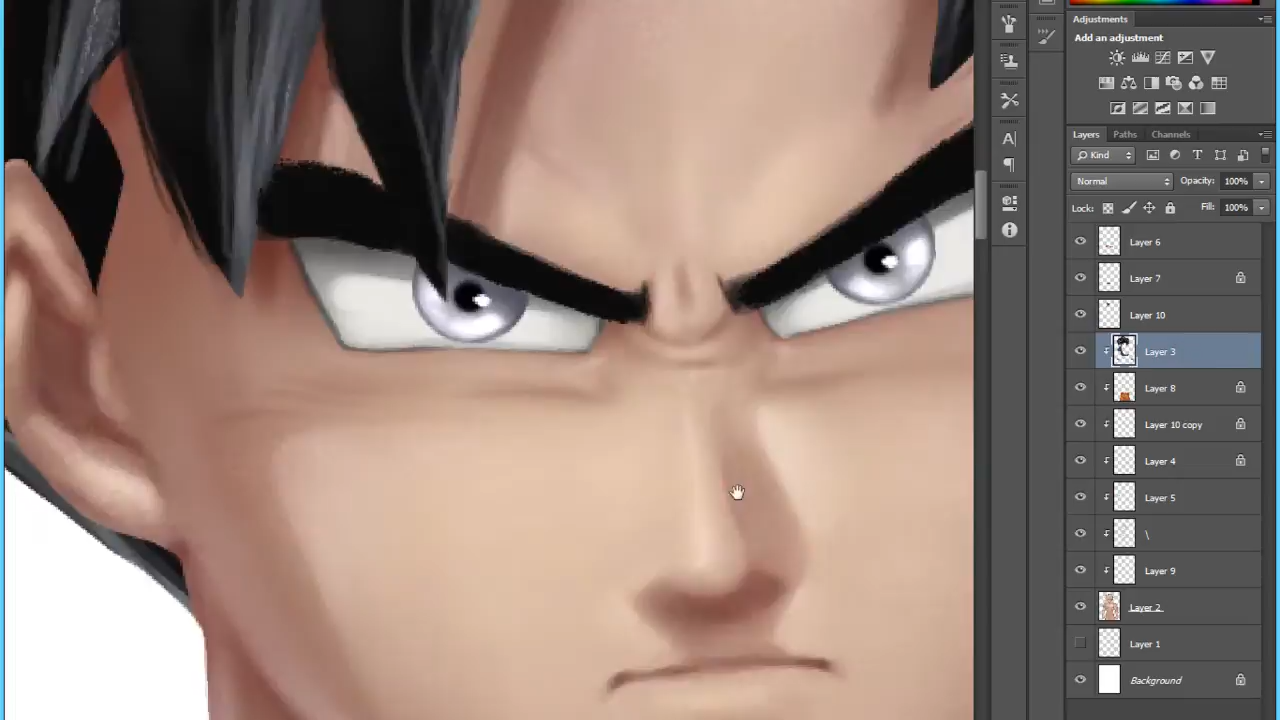 Adjustments
Add an adjustment
Layers Paths Channels
Kind
Normal Opacity: 100%
Lock: Fill: 100%
Layer 6
Layer 7
Layer 10
Layer 3
Layer 8
Layer 10 copy
Layer 4
Layer 5
\
Layer 9
Layer 2
Layer 1
Background